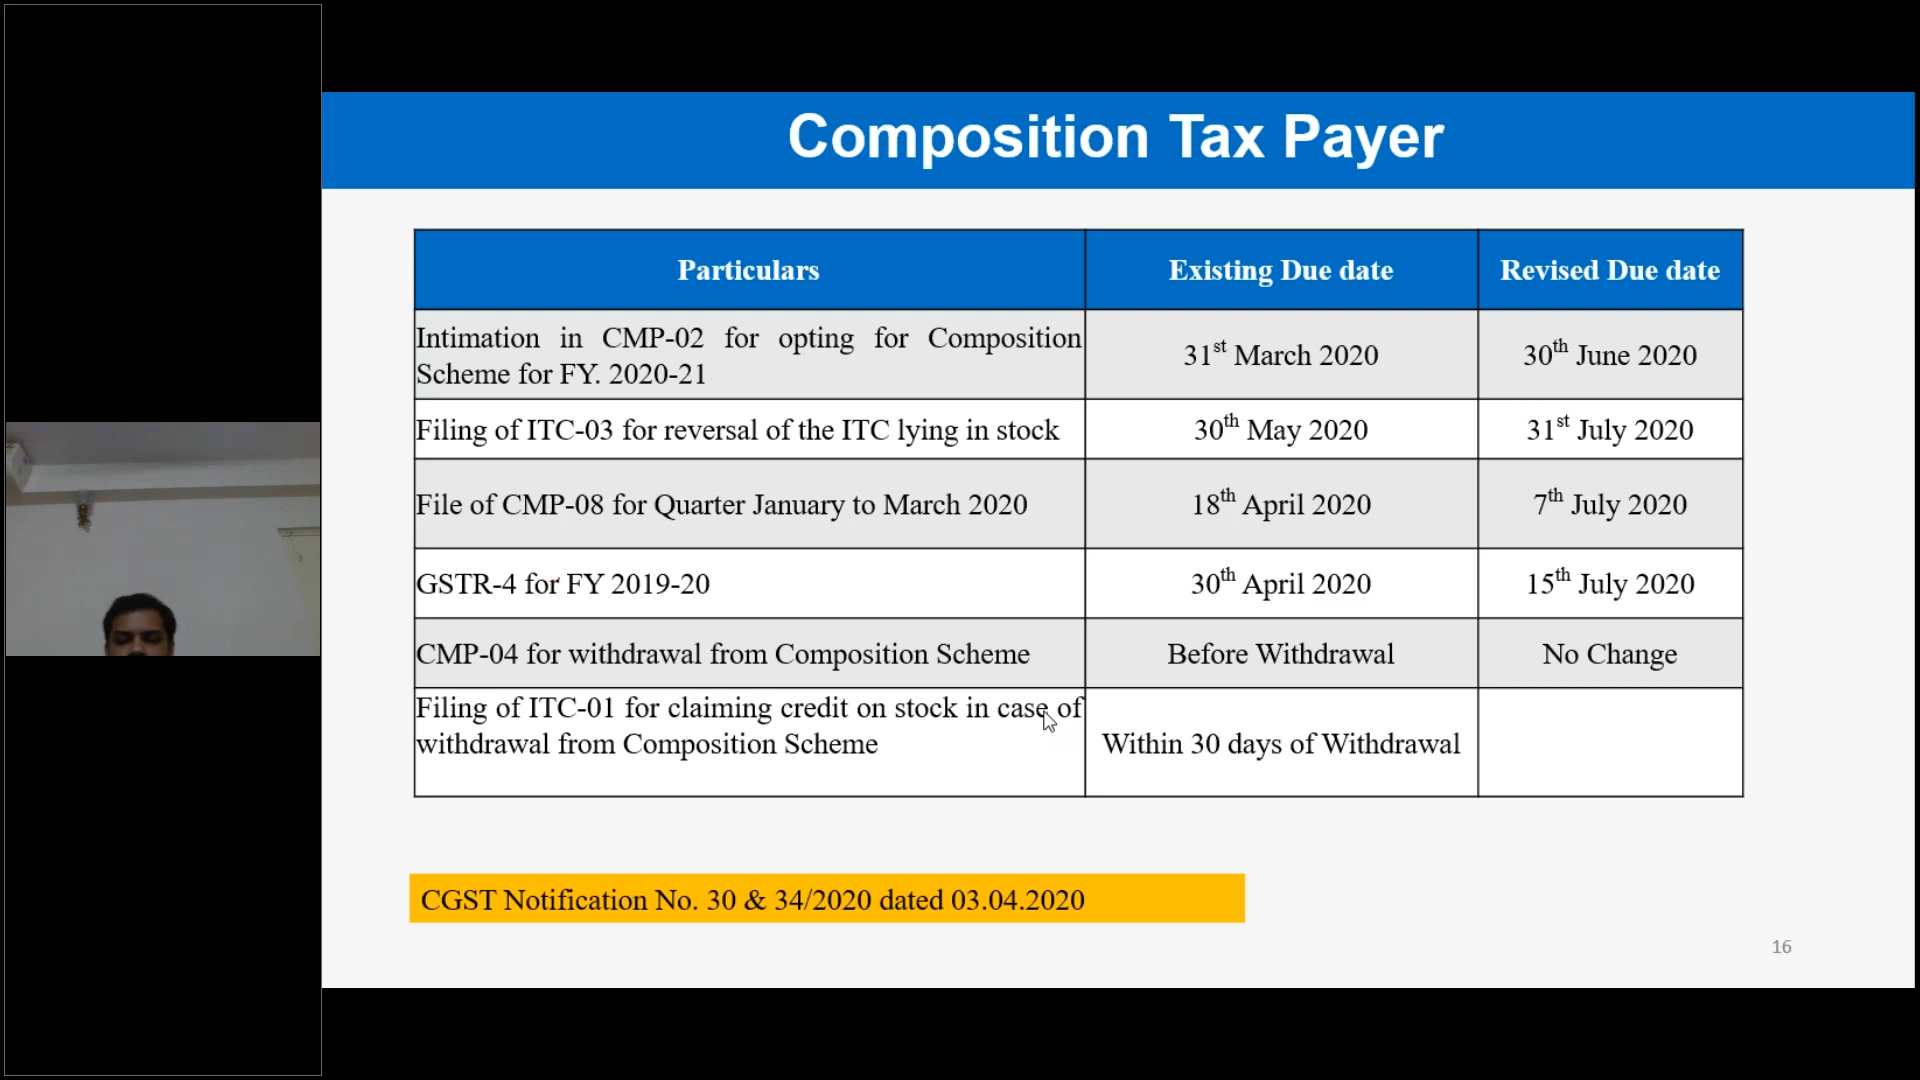 Composition Tax Payer
Particulars
Existing Due date
Revised Due date
Intimation in CMP-02 for opting for Composition
Scheme for FY. 2020-21
31st March 2020
30th June 2020
Filing of ITC-03 for reversal of the ITC lying in stock
30th May 2020
31st July 2020
File of CMP-08 for Quarter January to March 2020
18th April 2020
7th July 2020
GSTR-4 for FY 2019-20
30th April 2020
15th July 2020
CMP-04 for withdrawal from Composition Scheme
Before Withdrawal
No Change
Filing of ITC-01 for claiming credit on stock in case of
withdrawal from Composition Scheme
Within 30 days of Withdrawal
CGST Notification No. 30 & 34/2020 dated 03.04.2020
16